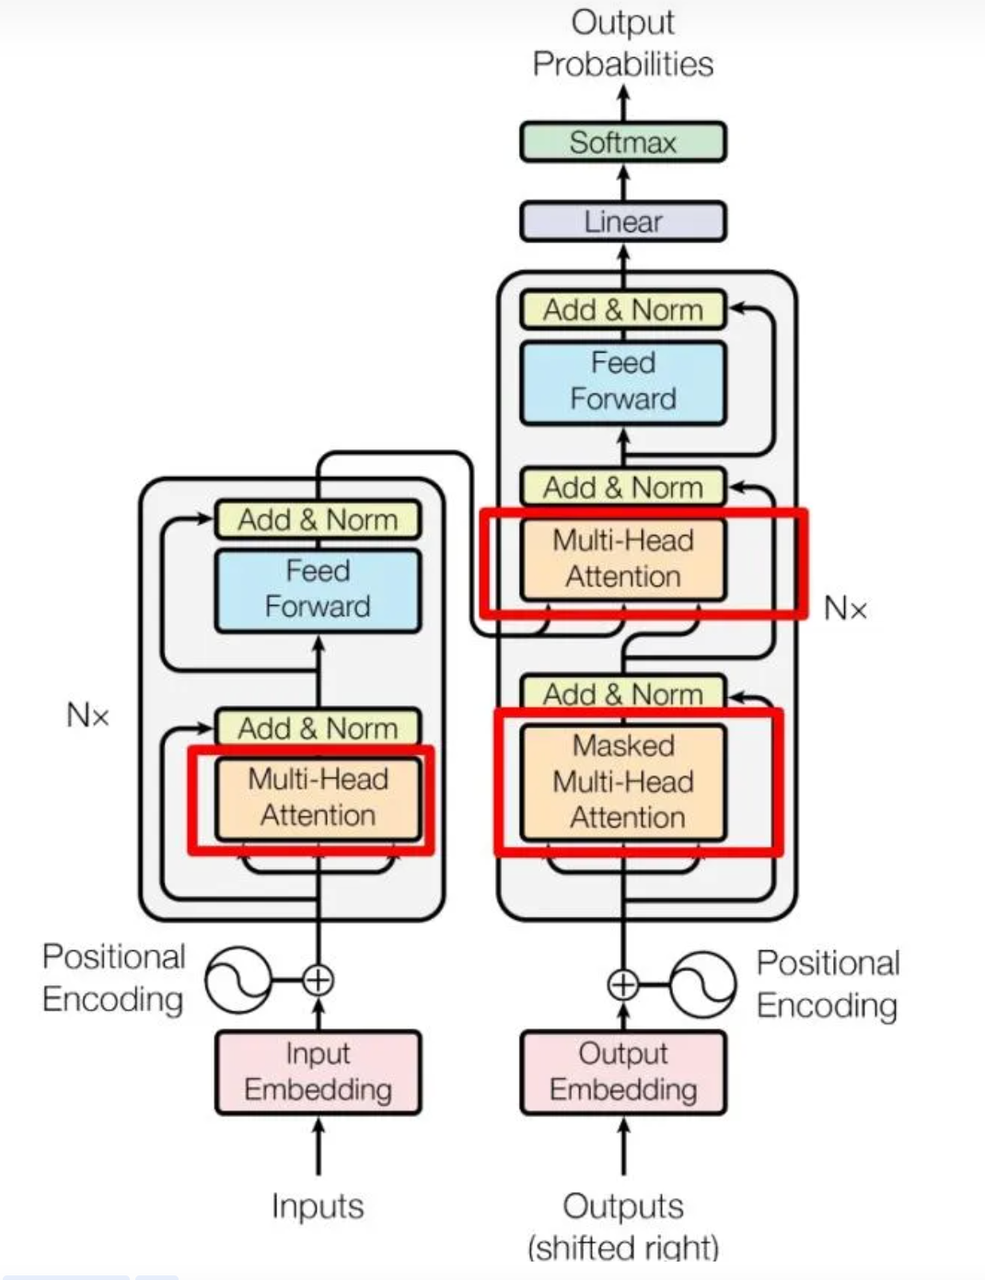 Output
Probabilities
Softmax
Linear
Add & Norm
Feed
Forward
Add & Norm
Multi-Head
Attention
Nx
Add & Norm
Masked
Multi-Head
Attention
Add & Norm
Feed
Forward
Nx
Add & Norm
Multi-Head
Attention
Positional
Encoding
Positional
Encoding
Input
Embedding
Output
Embedding
Inputs
Outputs
(shifted right)